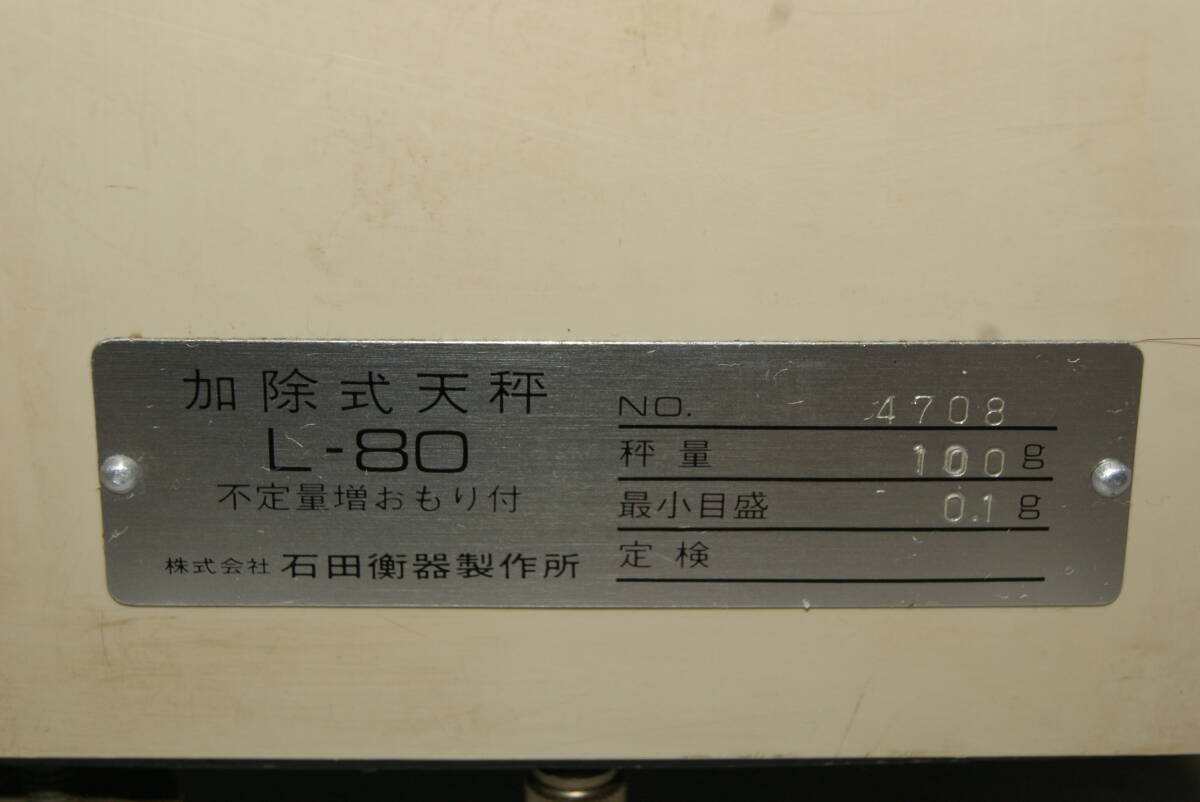 加除式天秤
L-80
不定量増おもり付
株式会社 石田衡器製作所
NO. 4708
秤量 100g
最小目盛 0.1g
定検